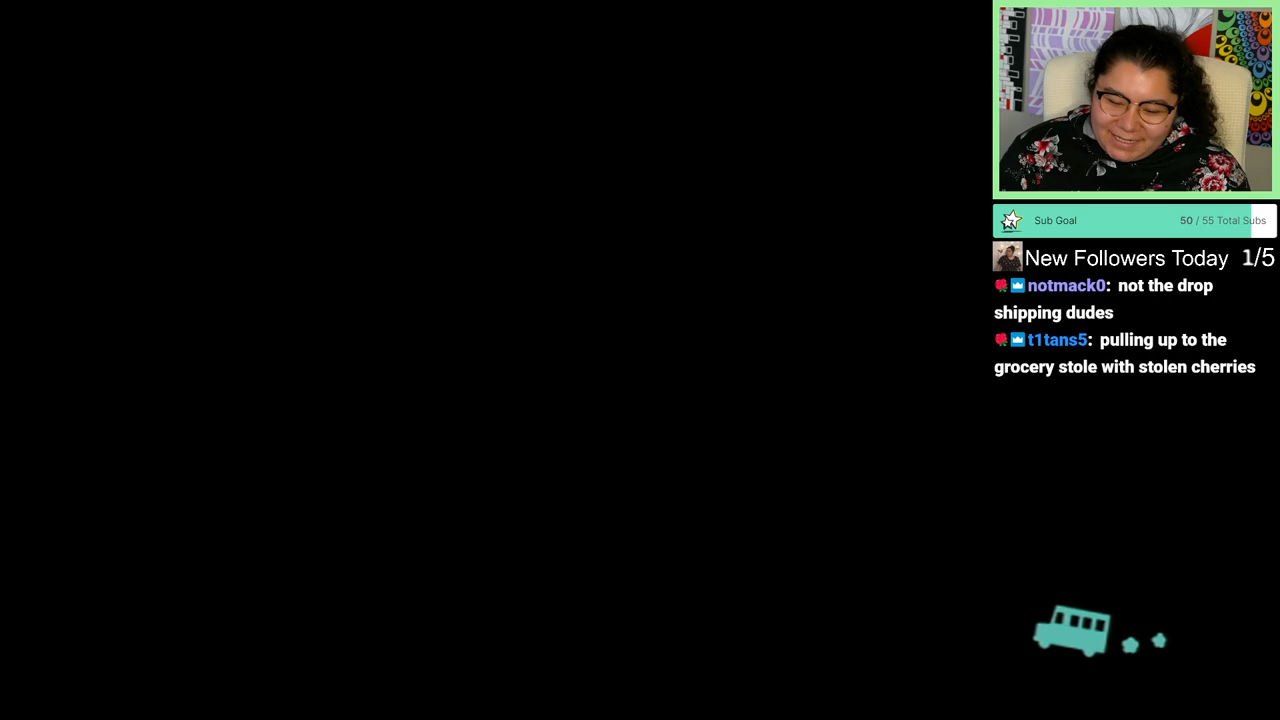 Sub Goal 50 / 55 Total Subs
New Followers Today 1/5
notmack0: not the drop
shipping dudes
t1tans5: pulling up to the
grocery stole with stolen cherries